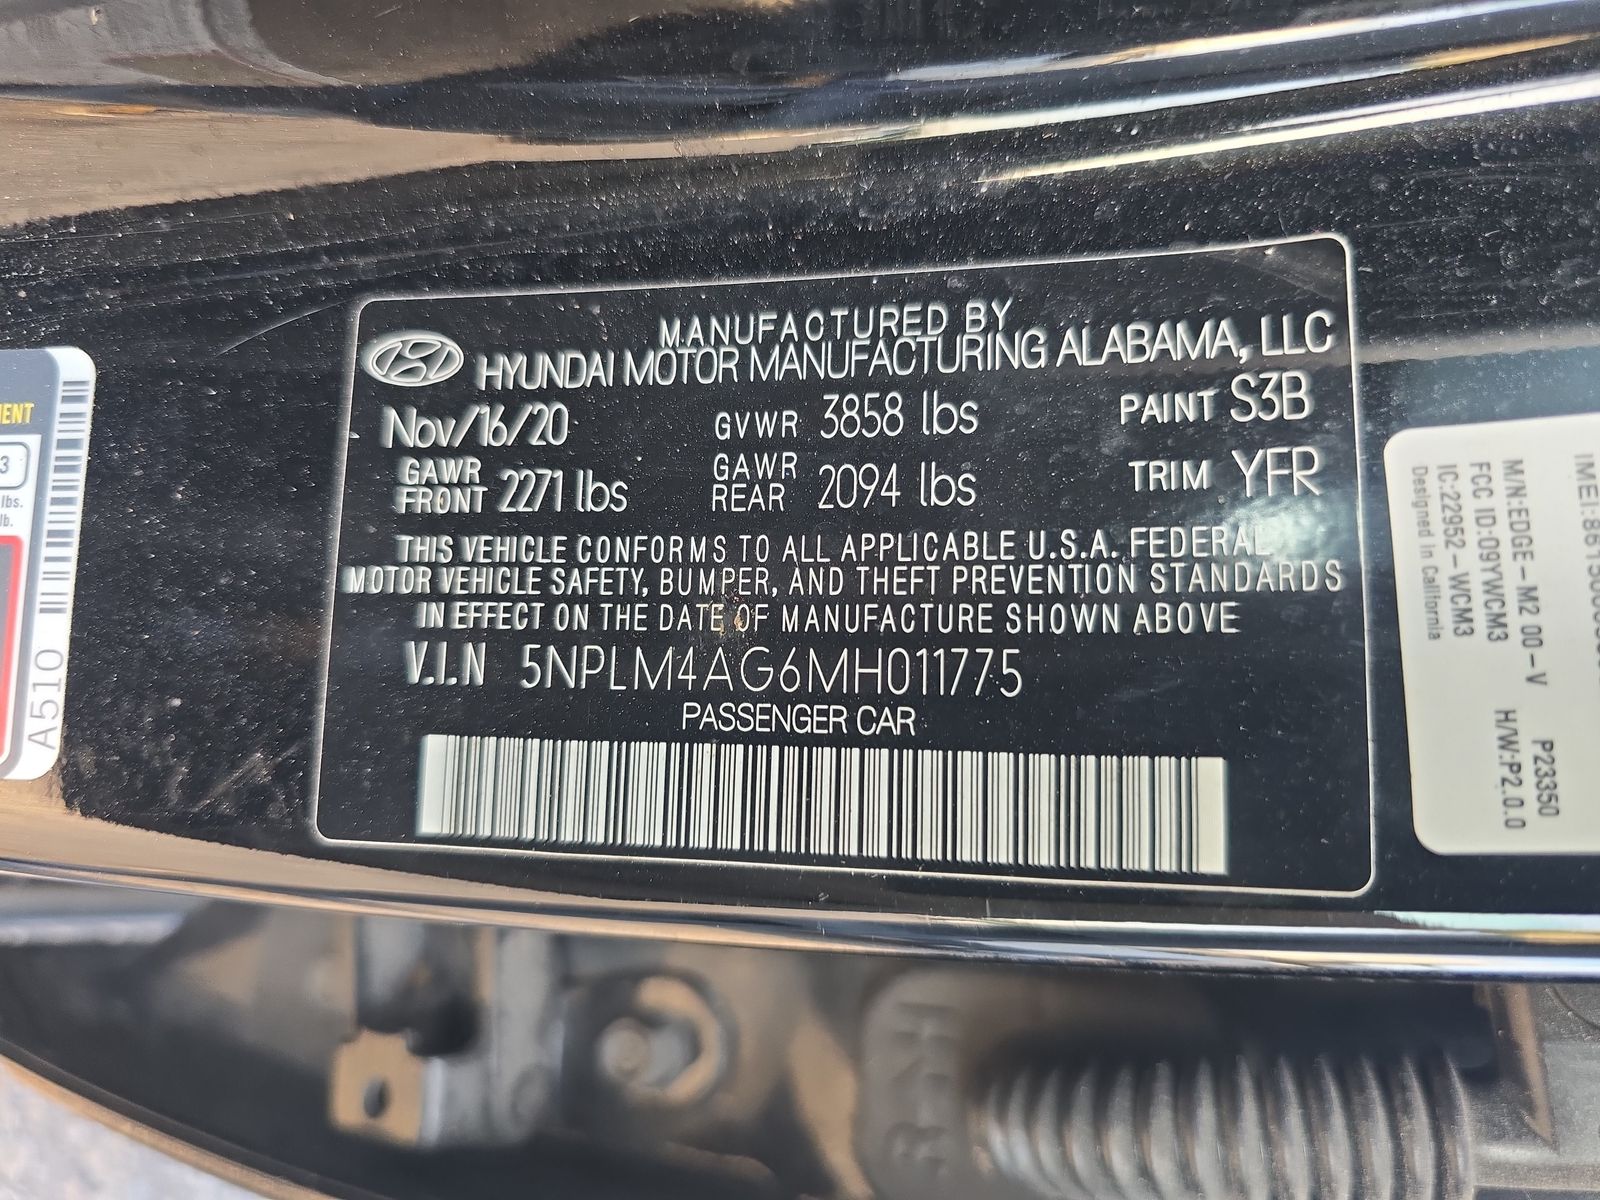 MANUFACTURED BY
HYUNDAI MOTOR MANUFACTURING ALABAMA, LLC
Nov/16/20 GVWR 3858 lbs PAINT S3B
GAWR FRONT 2271 lbs GAWR REAR 2094 lbs TRIM YFR
THIS VEHICLE CONFORMS TO ALL APPLICABLE U.S.A. FEDERAL
MOTOR VEHICLE SAFETY, BUMPER, AND THEFT PREVENTION STANDARDS
IN EFFECT ON THE DATE OF MANUFACTURE SHOWN ABOVE
V.I.N 5NPLM4AG6MH011775
PASSENGER CAR
3
lbs.
lb.
A510
M/N:EDGE-M2 00-V P23350
FCC ID:O9YWCM3 H/W:P2.0.0
IC:22952-WCM3
Designed In California
R-H